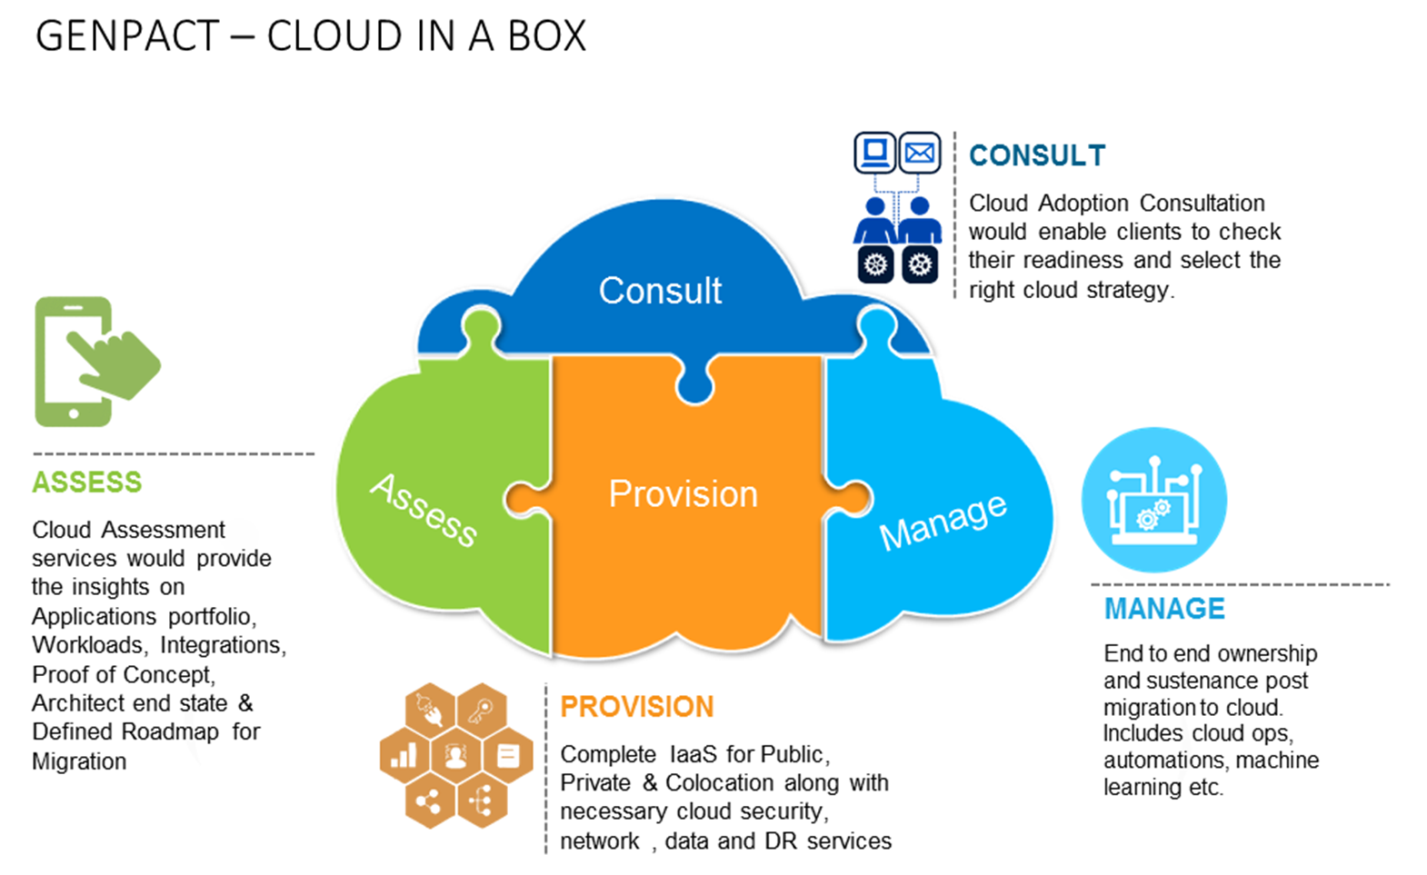 GENPACT – CLOUD IN A BOX
CONSULT
Cloud Adoption Consultation
would enable clients to check
their readiness and select the
right cloud strategy.
Consult
Assess
Provision
Manage
ASSESS
Cloud Assessment
services would provide
the insights on
Applications portfolio,
Workloads, Integrations,
Proof of Concept,
Architect end state &
Defined Roadmap for
Migration
PROVISION
Complete IaaS for Public,
Private & Colocation along with
necessary cloud security,
network , data and DR services
MANAGE
End to end ownership
and sustenance post
migration to cloud.
Includes cloud ops,
automations, machine
learning etc.